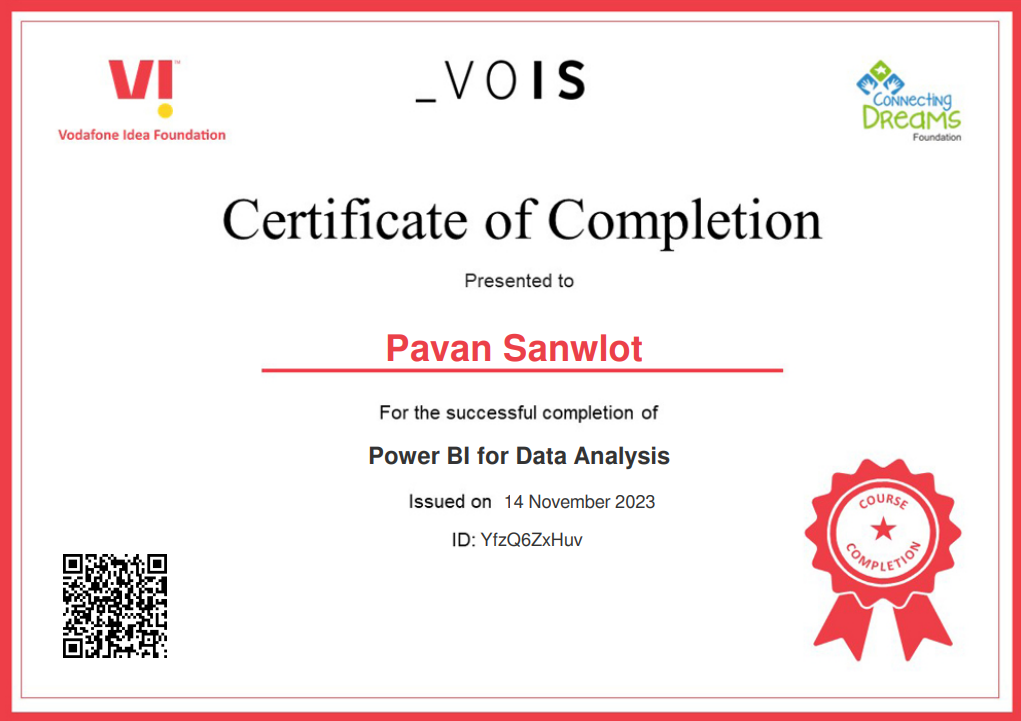 VI
TM
Vodafone Idea Foundation
_VOIS
Connecting
Dreams
Foundation
Certificate of Completion
Presented to
Pavan Sanwlot
For the successful completion of
Power BI for Data Analysis
Issued on 14 November 2023
ID: YfzQ6ZxHuv
COURSE
COMPLETION